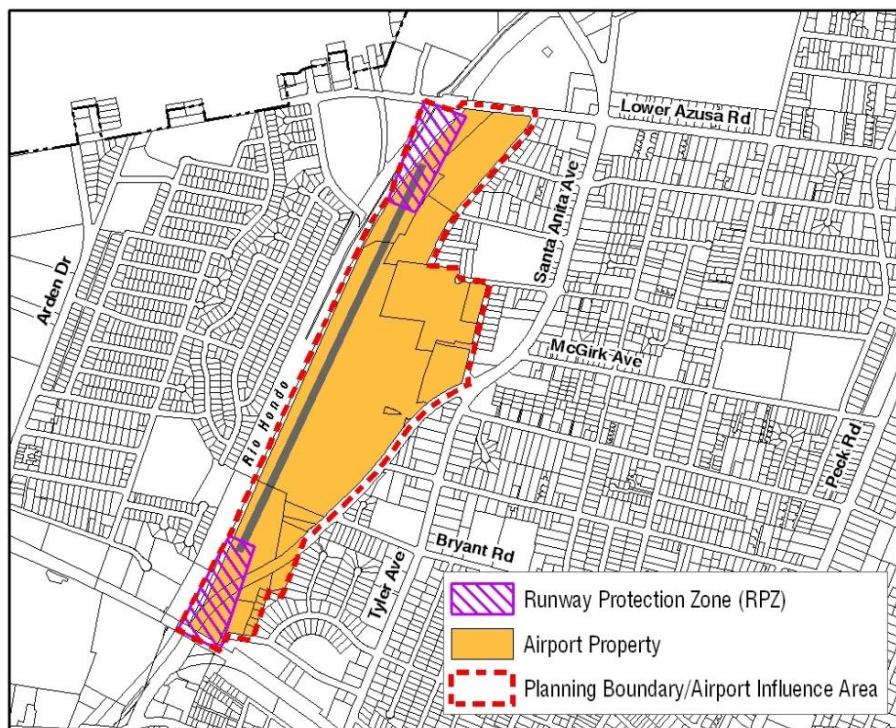 Lower Azusa Rd
Santa Anita Ave
Arden Dr
McGirk Ave
Rio Hondo
Peck Rd
Bryant Rd
Tyler Ave
Runway Protection Zone (RPZ)
Airport Property
Planning Boundary/Airport Influence Area